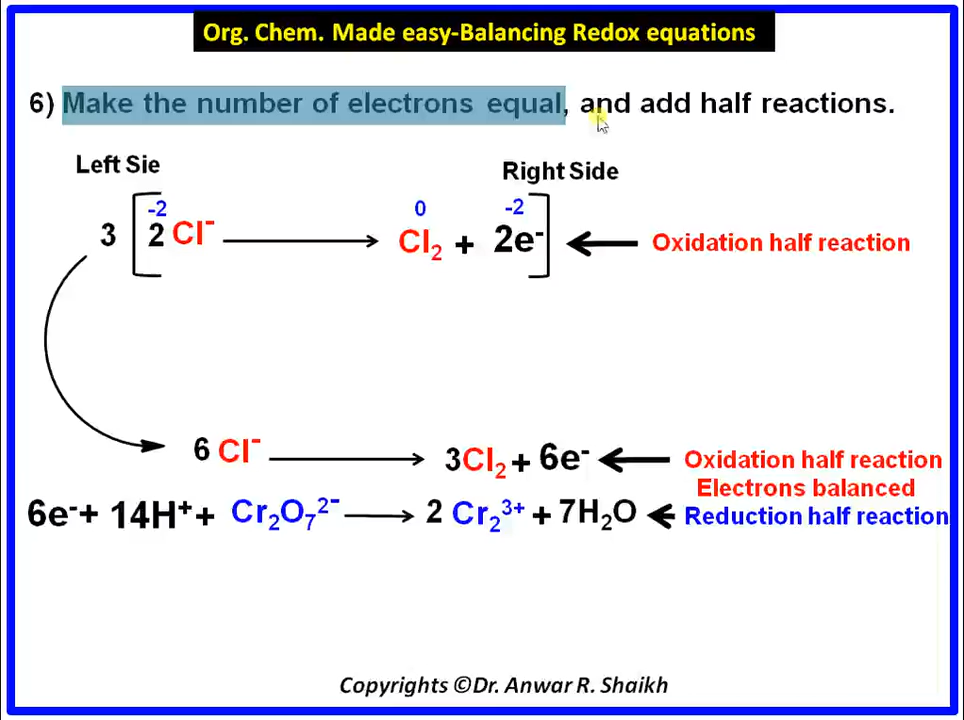 Org. Chem. Made easy-Balancing Redox equations
6) Make the number of electrons equal, and add half reactions.
Left Sie
Right Side
-2 0 -2
3 [ 2 Cl⁻ ⟶ Cl₂ + 2e⁻ ] ⟵ Oxidation half reaction
6 Cl⁻ ⟶ 3Cl₂ + 6e⁻ ⟵ Oxidation half reaction
Electrons balanced
6e⁻ + 14H⁺ + Cr₂O₇²⁻ ⟶ 2 Cr₂³⁺ + 7H₂O ⟵ Reduction half reaction
Copyrights ©Dr. Anwar R. Shaikh